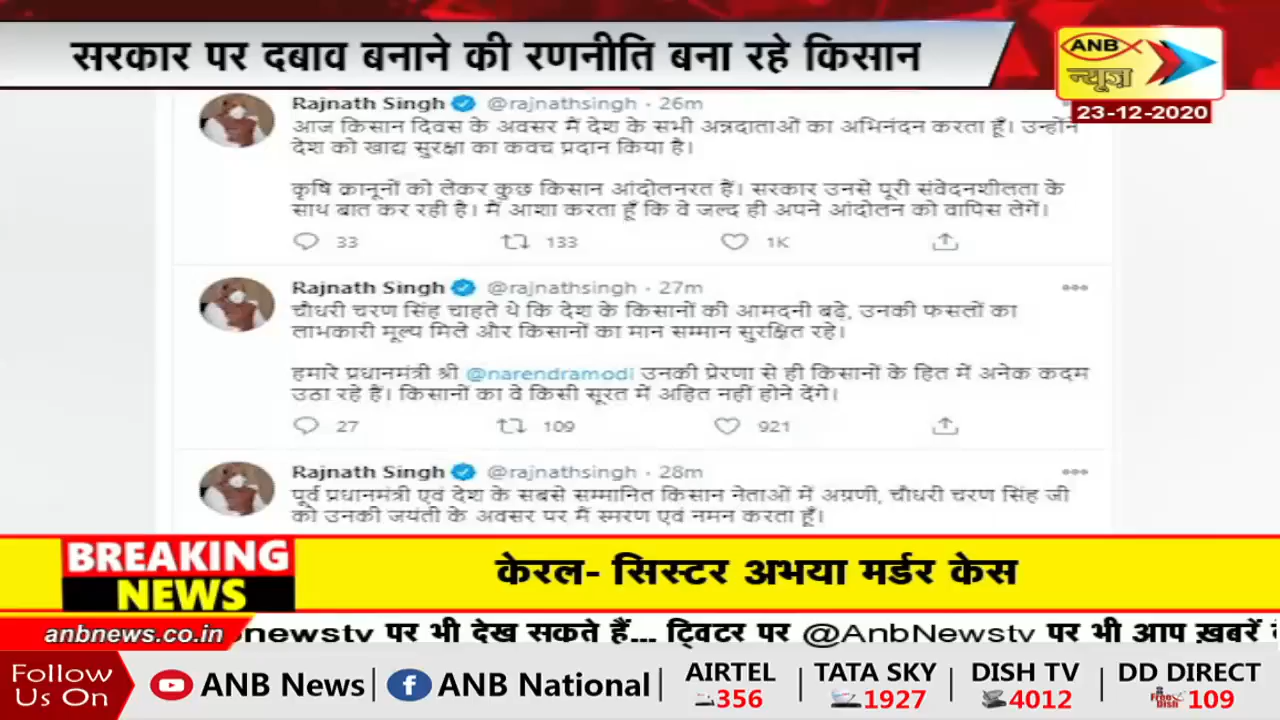 सरकार पर दबाव बनाने की रणनीति बना रहे किसान
ANB
न्यूज़
23-12-2020
Rajnath Singh @rajnathsingh · 26m
आज किसान दिवस के अवसर मैं देश के सभी अन्नदाताओं का अभिनंदन करता हूँ। उन्होंने
देश को खाद्य सुरक्षा का कवच प्रदान किया है।
कृषि क़ानूनों को लेकर कुछ किसान आंदोलनरत हैं। सरकार उनसे पूरी संवेदनशीलता के
साथ बात कर रही है। मैं आशा करता हूँ कि वे जल्द ही अपने आंदोलन को वापिस लेगें।
33 133 1K
Rajnath Singh @rajnathsingh · 27m
चौधरी चरण सिंह चाहते थे कि देश के किसानों की आमदनी बढ़े, उनकी फसलों का
लाभकारी मूल्य मिले और किसानों का मान सम्मान सुरक्षित रहे।
हमारे प्रधानमंत्री श्री @narendramodi उनकी प्रेरणा से ही किसानों के हित में अनेक कदम
उठा रहे हैं। किसानों का वे किसी सूरत में अहित नहीं होने देंगे।
27 109 921
Rajnath Singh @rajnathsingh · 28m
पूर्व प्रधानमंत्री एवं देश के सबसे सम्मानित किसान नेताओं में अग्रणी, चौधरी चरण सिंह जी
को उनकी जयंती के अवसर पर मैं स्मरण एवं नमन करता हूँ।
BREAKING
NEWS
केरल- सिस्टर अभया मर्डर केस
anbnews.co.in
newstv पर भी देख सकते हैं... ट्विटर पर @AnbNewstv पर भी आप ख़बरें
Follow
Us On
ANB News
ANB National
AIRTEL
356
TATA SKY
1927
DISH TV
4012
DD DIRECT
Free Dish
109